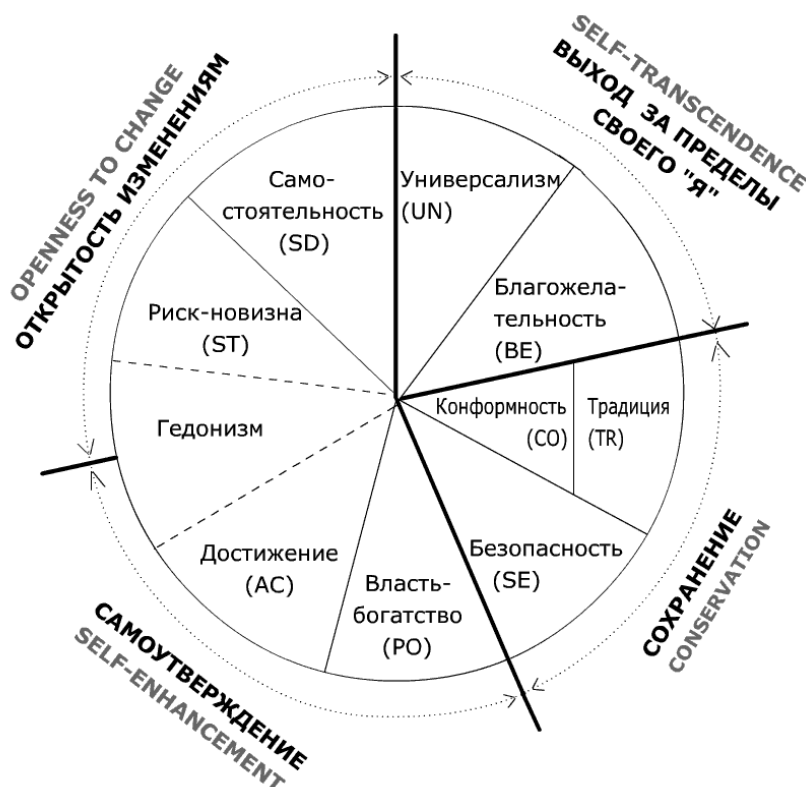 OPENNESS TO CHANGE
ОТКРЫТОСТЬ ИЗМЕНЕНИЯМ
SELF-TRANSCENDENCE
ВЫХОД ЗА ПРЕДЕЛЫ
СВОЕГО "Я"
Само-
стоятельность
(SD)
Универсализм
(UN)
Риск-новизна
(ST)
Благожела-
тельность
(BE)
Гедонизм
Конформность
(CO)
Традиция
(TR)
Достижение
(AC)
Власть-
богатство
(PO)
Безопасность
(SE)
САМОУТВЕРЖДЕНИЕ
SELF-ENHANCEMENT
СОХРАНЕНИЕ
CONSERVATION